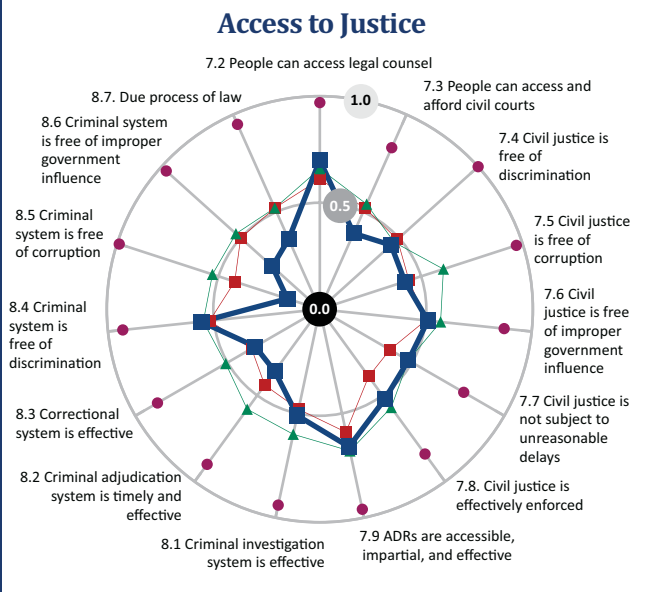 Access to Justice
7.2 People can access legal counsel
7.3 People can access and
afford civil courts
7.4 Civil justice is
free of
discrimination
7.5 Civil justice
is free of
corruption
7.6 Civil
justice is free
of improper
government
influence
7.7 Civil justice is
not subject to
unreasonable
delays
7.8. Civil justice is
effectively enforced
7.9 ADRs are accessible,
impartial, and effective
8.1 Criminal investigation
system is effective
8.2 Criminal adjudication
system is timely and
effective
8.3 Correctional
system is effective
8.4 Criminal
system is
free of
discrimination
8.5 Criminal
system is free
of corruption
8.6 Criminal system
is free of improper
government
influence
8.7. Due process of law
1.0
0.5
0.0